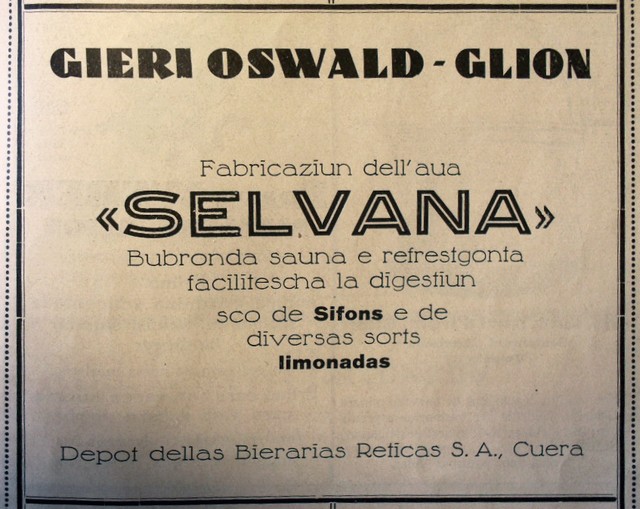 GIERI OSWALD - GLION
Fabricaziun dell'aua
«SELVANA»
Bubronda sauna e refrestgonta
facilitescha la digestiun
sco de Sifons e de
diversas sorts
limonadas
Depot dellas Bierarias Reticas S. A., Cuera